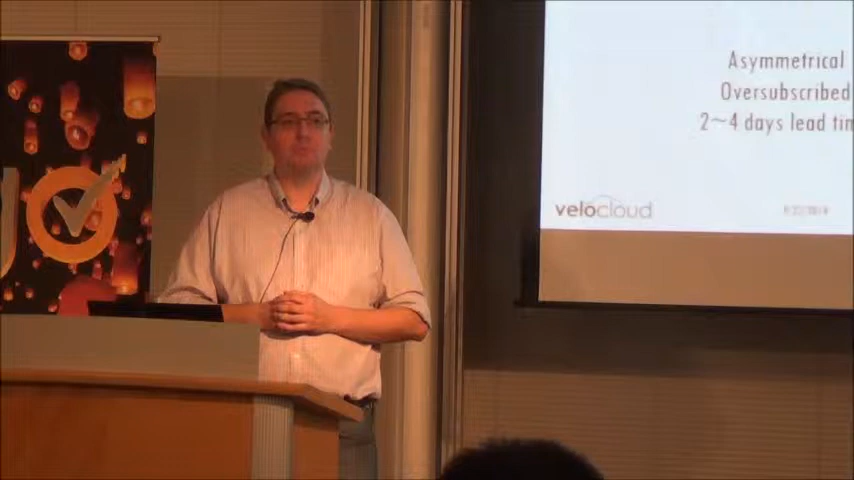 Asymmetrical
Oversubscribed
2~4 days lead tim
velocloud